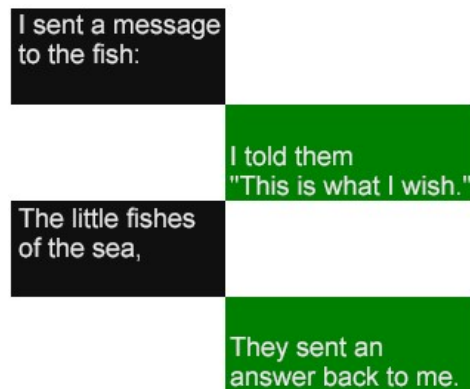 I sent a message
to the fish:
I told them
"This is what I wish."
The little fishes
of the sea,
They sent an
answer back to me.